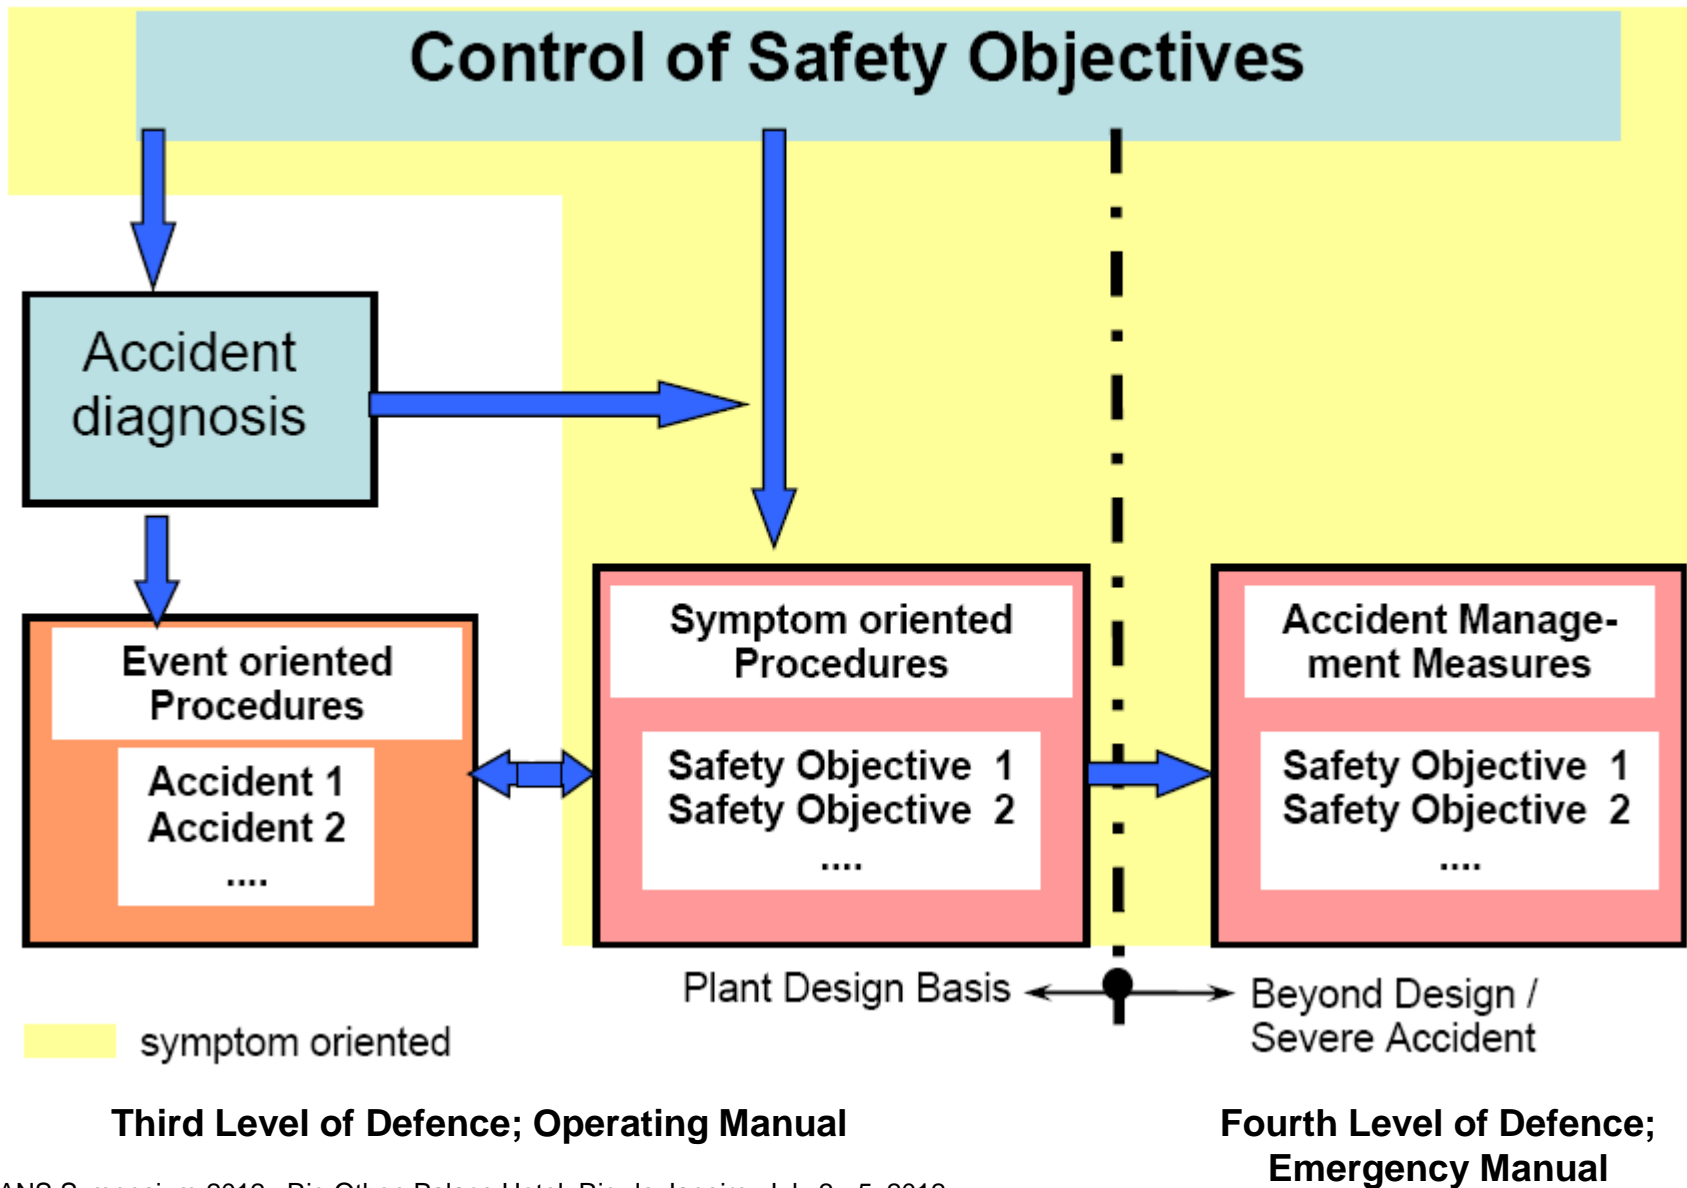 Control of Safety Objectives
Accident
diagnosis
Event oriented
Procedures
Accident 1
Accident 2
....
Symptom oriented
Procedures
Safety Objective 1
Safety Objective 2
....
Accident Manage-
ment Measures
Safety Objective 1
Safety Objective 2
....
Plant Design Basis
Beyond Design /
Severe Accident
symptom oriented
Third Level of Defence; Operating Manual
Fourth Level of Defence;
Emergency Manual